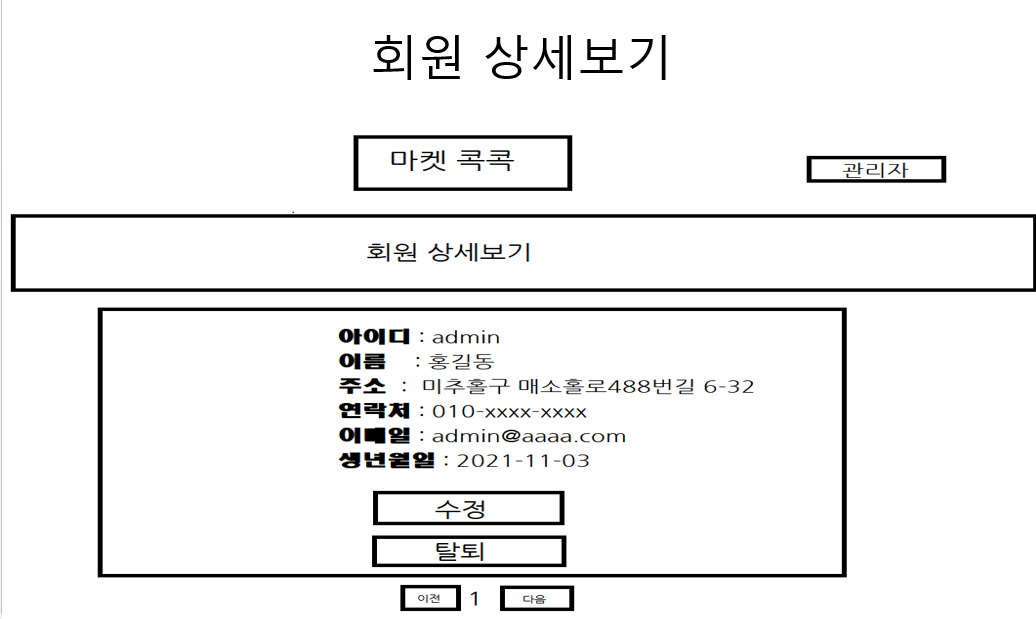 회원 상세보기
마켓 콕콕
관리자
회원 상세보기
아이디 : admin
이름 : 홍길동
주소 : 미추홀구 매소홀로488번길 6-32
연락처 : 010-xxxx-xxxx
이메일 : admin@aaaa.com
생년월일 : 2021-11-03
수정
탈퇴
이전 1 다음